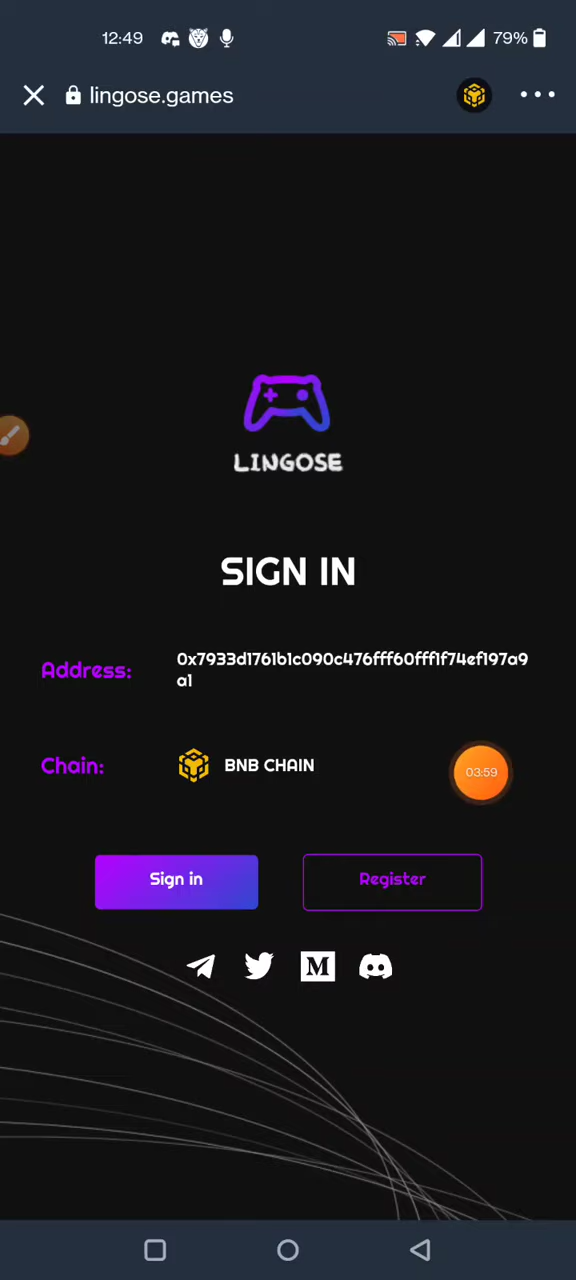 12:49
79%
lingose.games
LINGOSE
SIGN IN
Address:
0x7933d1761b1c090c476fff60fff1f74ef197a9
a1
Chain:
BNB CHAIN
03:59
Sign in
Register
M